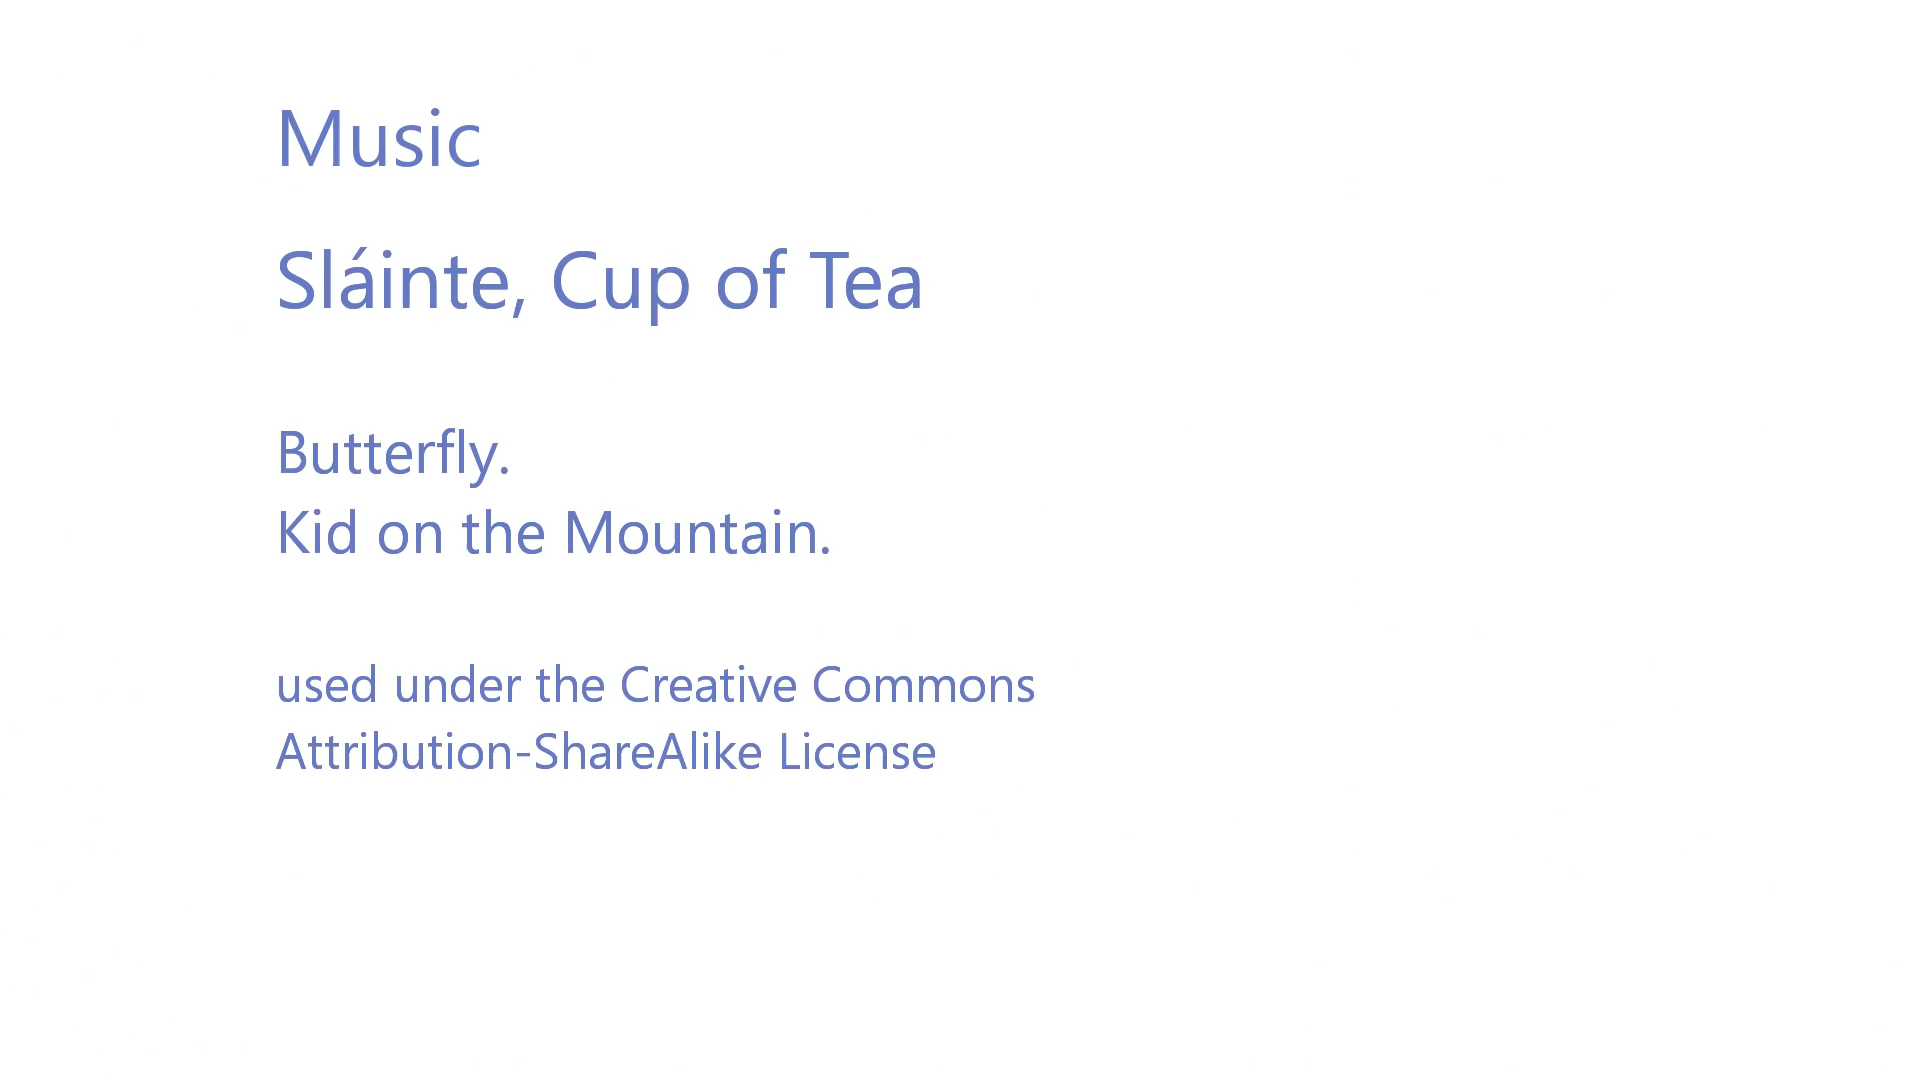 Music
Sláinte, Cup of Tea
Butterfly.
Kid on the Mountain.
used under the Creative Commons
Attribution-ShareAlike License